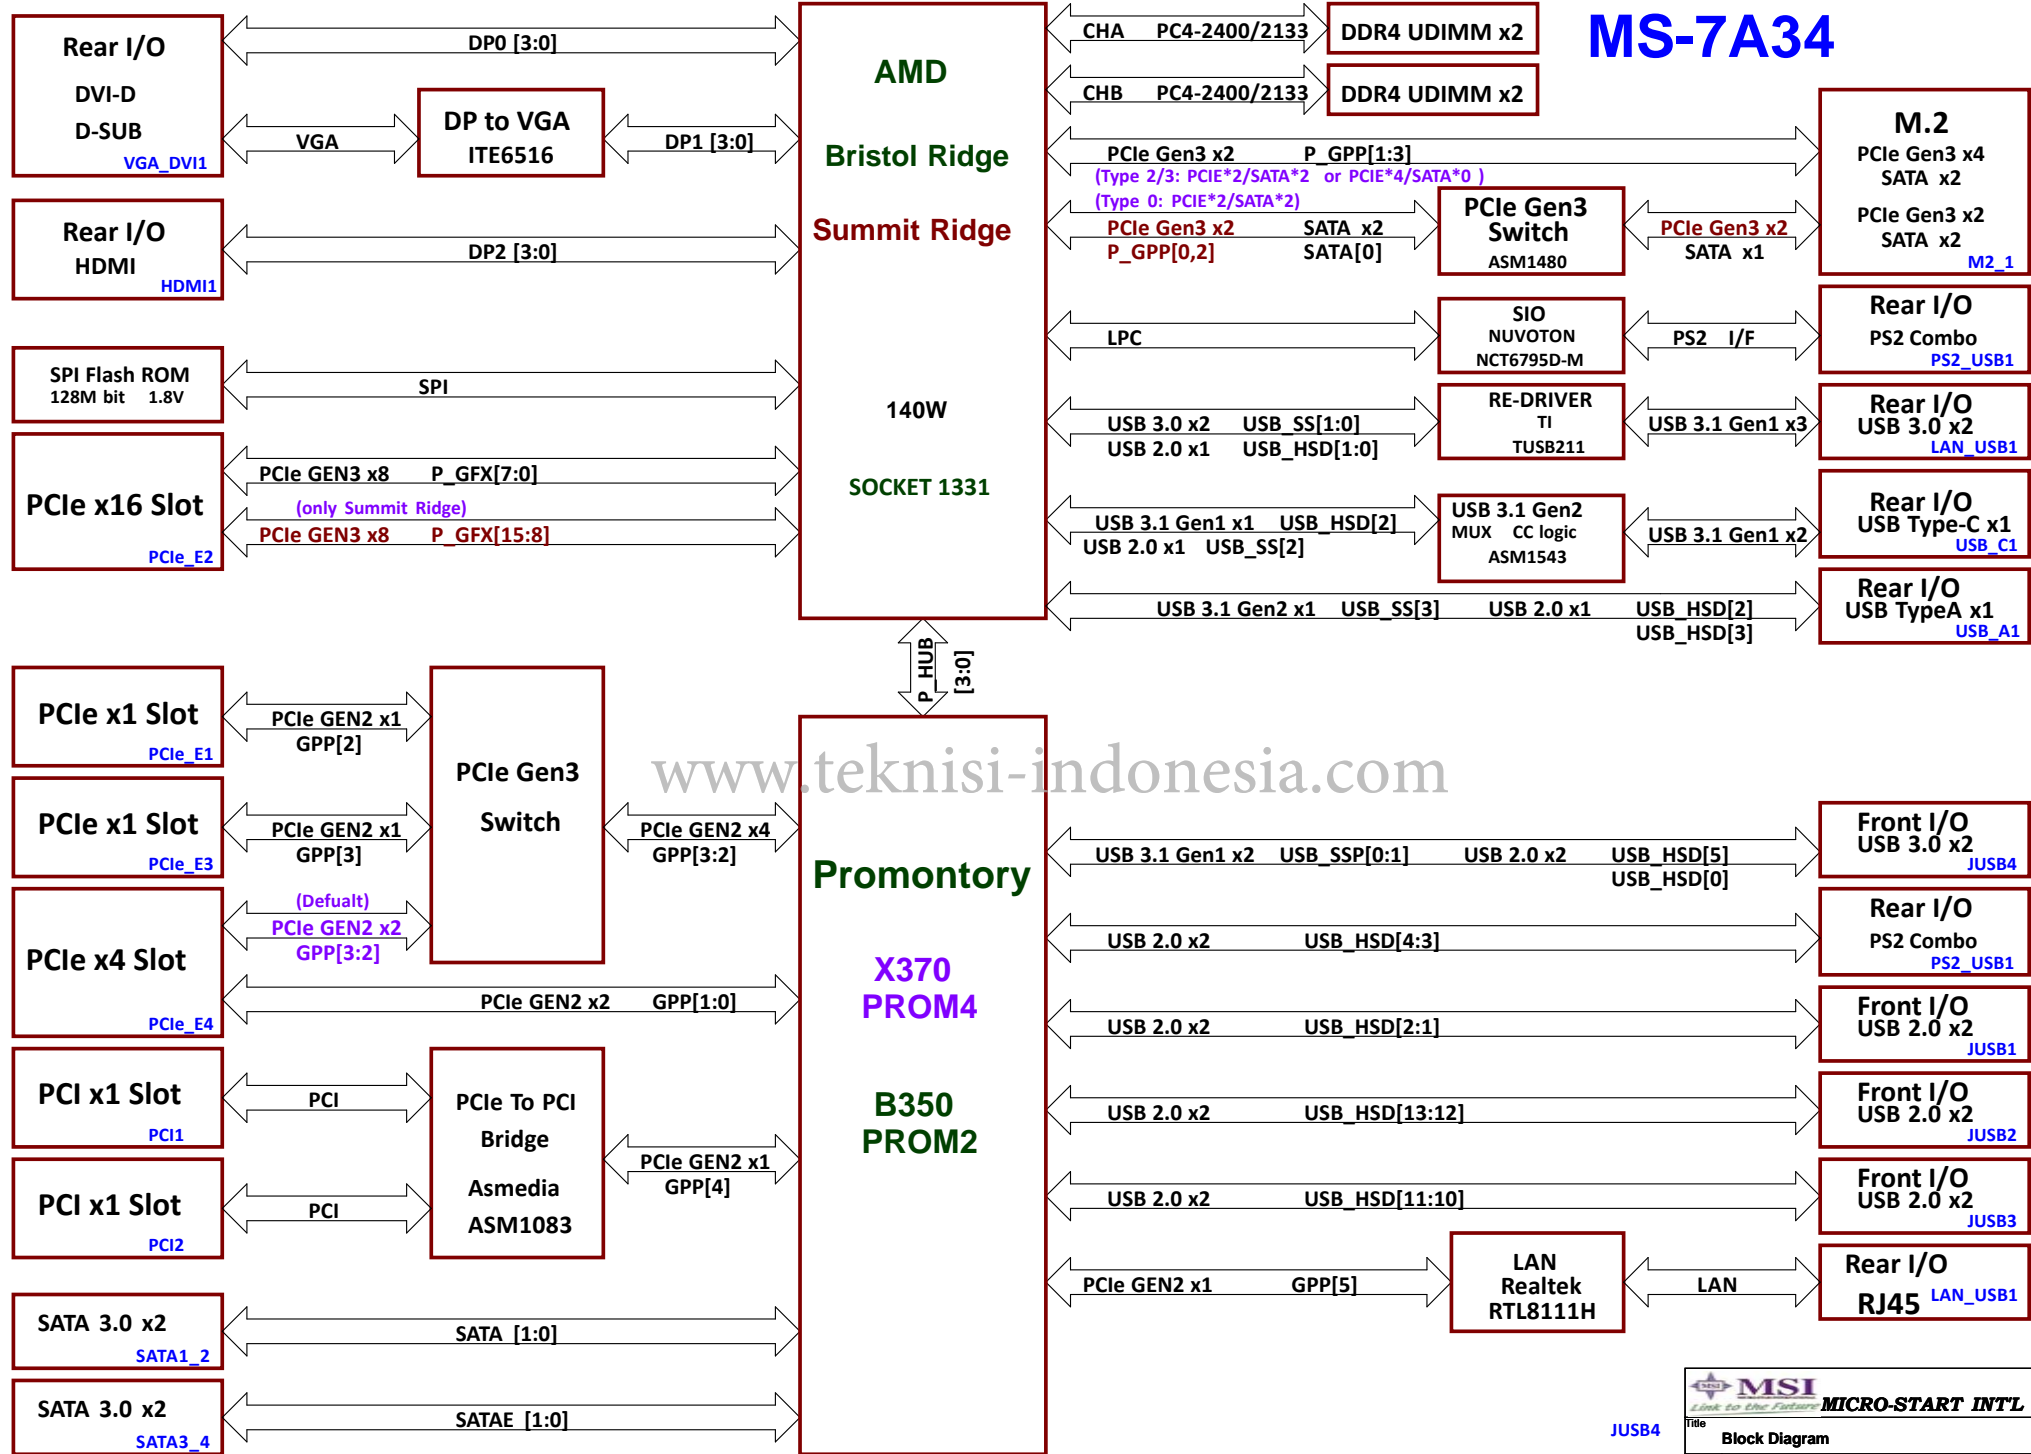 MS-7A34
Rear I/O
DVI-D
D-SUB
VGA_DVI1
DP0 [3:0]
VGA
DP to VGA
ITE6516
DP1 [3:0]
Rear I/O
HDMI
HDMI1
DP2 [3:0]
SPI Flash ROM
128M bit 1.8V
SPI
PCIe x16 Slot
PCIe_E2
PCIe GEN3 x8 P_GFX[7:0]
(only Summit Ridge)
PCIe GEN3 x8 P_GFX[15:8]
AMD
Bristol Ridge
Summit Ridge
140W
SOCKET 1331
CHA PC4-2400/2133
DDR4 UDIMM x2
CHB PC4-2400/2133
DDR4 UDIMM x2
PCIe Gen3 x2 P_GPP[1:3]
(Type 2/3: PCIE*2/SATA*2 or PCIE*4/SATA*0 )
(Type 0: PCIE*2/SATA*2)
PCIe Gen3 x2 SATA x2
P_GPP[0,2] SATA[0]
PCIe Gen3
Switch
ASM1480
PCIe Gen3 x2
SATA x1
M.2
PCIe Gen3 x4
SATA x2
PCIe Gen3 x2
SATA x2
M2_1
LPC
SIO
NUVOTON
NCT6795D-M
PS2 I/F
Rear I/O
PS2 Combo
PS2_USB1
USB 3.0 x2 USB_SS[1:0]
USB 2.0 x1 USB_HSD[1:0]
RE-DRIVER
TI
TUSB211
USB 3.1 Gen1 x3
Rear I/O
USB 3.0 x2
LAN_USB1
USB 3.1 Gen1 x1 USB_HSD[2]
USB 2.0 x1 USB_SS[2]
USB 3.1 Gen2
MUX CC logic
ASM1543
USB 3.1 Gen1 x2
Rear I/O
USB Type-C x1
USB_C1
USB 3.1 Gen2 x1 USB_SS[3] USB 2.0 x1 USB_HSD[2]
USB_HSD[3]
Rear I/O
USB TypeA x1
USB_A1
P_HUB
[3:0]
www.teknisi-indonesia.com
PCIe x1 Slot
PCIe_E1
PCIe GEN2 x1
GPP[2]
PCIe x1 Slot
PCIe_E3
PCIe GEN2 x1
GPP[3]
PCIe Gen3
Switch
PCIe GEN2 x4
GPP[3:2]
PCIe x4 Slot
PCIe_E4
(Defualt)
PCIe GEN2 x2
GPP[3:2]
PCIe GEN2 x2 GPP[1:0]
PCI x1 Slot
PCI1
PCI
PCI x1 Slot
PCI2
PCI
PCIe To PCI
Bridge
Asmedia
ASM1083
PCIe GEN2 x1
GPP[4]
SATA 3.0 x2
SATA1_2
SATA [1:0]
SATA 3.0 x2
SATA3_4
SATAE [1:0]
Promontory
X370
PROM4
B350
PROM2
USB 3.1 Gen1 x2 USB_SSP[0:1] USB 2.0 x2 USB_HSD[5]
USB_HSD[0]
Front I/O
USB 3.0 x2
JUSB4
USB 2.0 x2 USB_HSD[4:3]
Rear I/O
PS2 Combo
PS2_USB1
USB 2.0 x2 USB_HSD[2:1]
Front I/O
USB 2.0 x2
JUSB1
USB 2.0 x2 USB_HSD[13:12]
Front I/O
USB 2.0 x2
JUSB2
USB 2.0 x2 USB_HSD[11:10]
Front I/O
USB 2.0 x2
JUSB3
PCIe GEN2 x1 GPP[5]
LAN
Realtek
RTL8111H
LAN
Rear I/O
RJ45
LAN_USB1
JUSB4
MSI
MSI
Link to the Future
MICRO-START INT'L
Title
Block Diagram